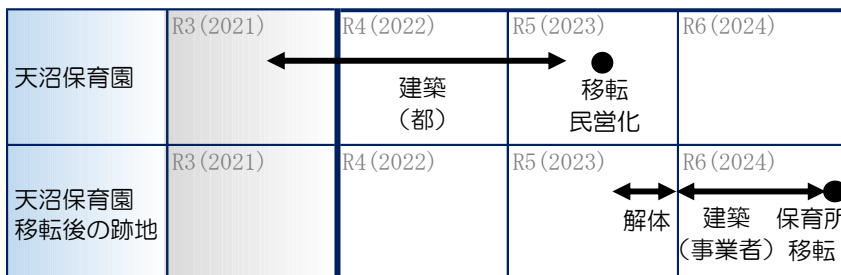 R3(2021) R4(2022) R5(2023) R6(2024)
天沼保育園
建築
（都）
移転
民営化
R3(2021) R4(2022) R5(2023) R6(2024)
天沼保育園
移転後の跡地
解体
建築
（事業者）
保育所
移転